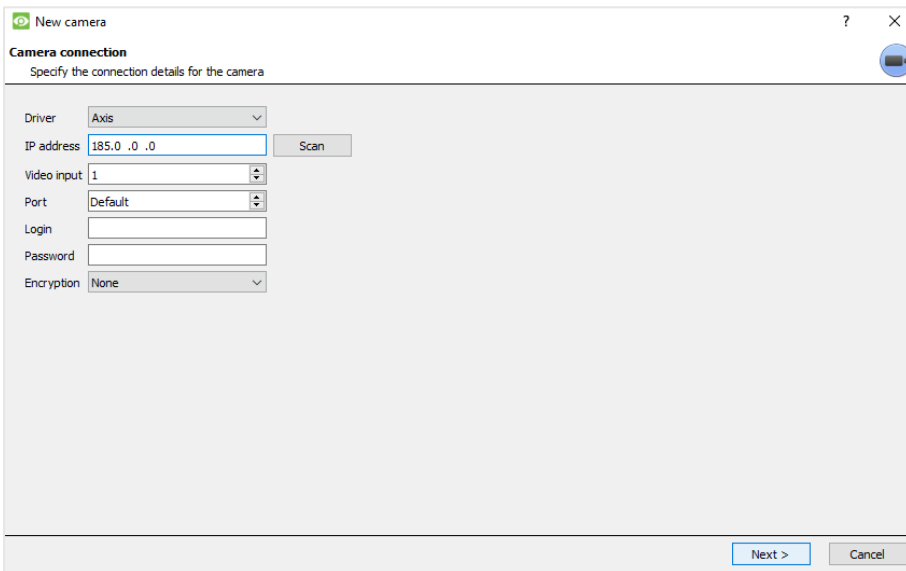 New camera ?
Camera connection
Specify the connection details for the camera
Driver Axis
IP address 185.0 .0 .0 Scan
Video input 1
Port Default
Login
Password
Encryption None
Next > Cancel